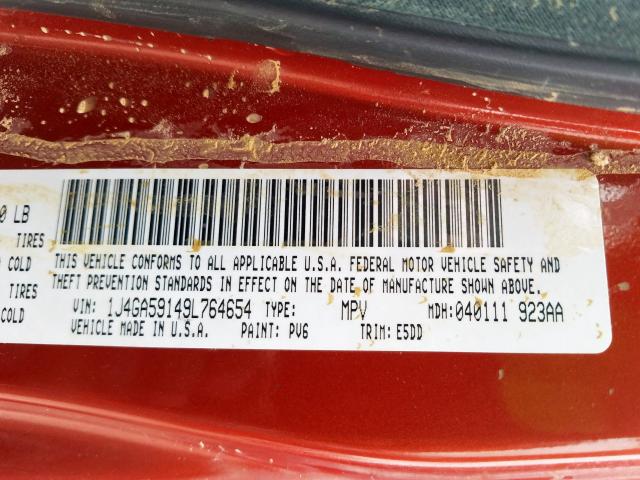 0 LB
TIRES
COLD
TIRES
COLD
THIS VEHICLE CONFORMS TO ALL APPLICABLE U.S.A. FEDERAL MOTOR VEHICLE SAFETY AND
THEFT PREVENTION STANDARDS IN EFFECT ON THE DATE OF MANUFACTURE SHOWN ABOVE.
VIN: 1J4GA59149L764654 TYPE: MPV MDH:040111 923AA
VEHICLE MADE IN U.S.A. PAINT: PV6 TRIM: E5DD